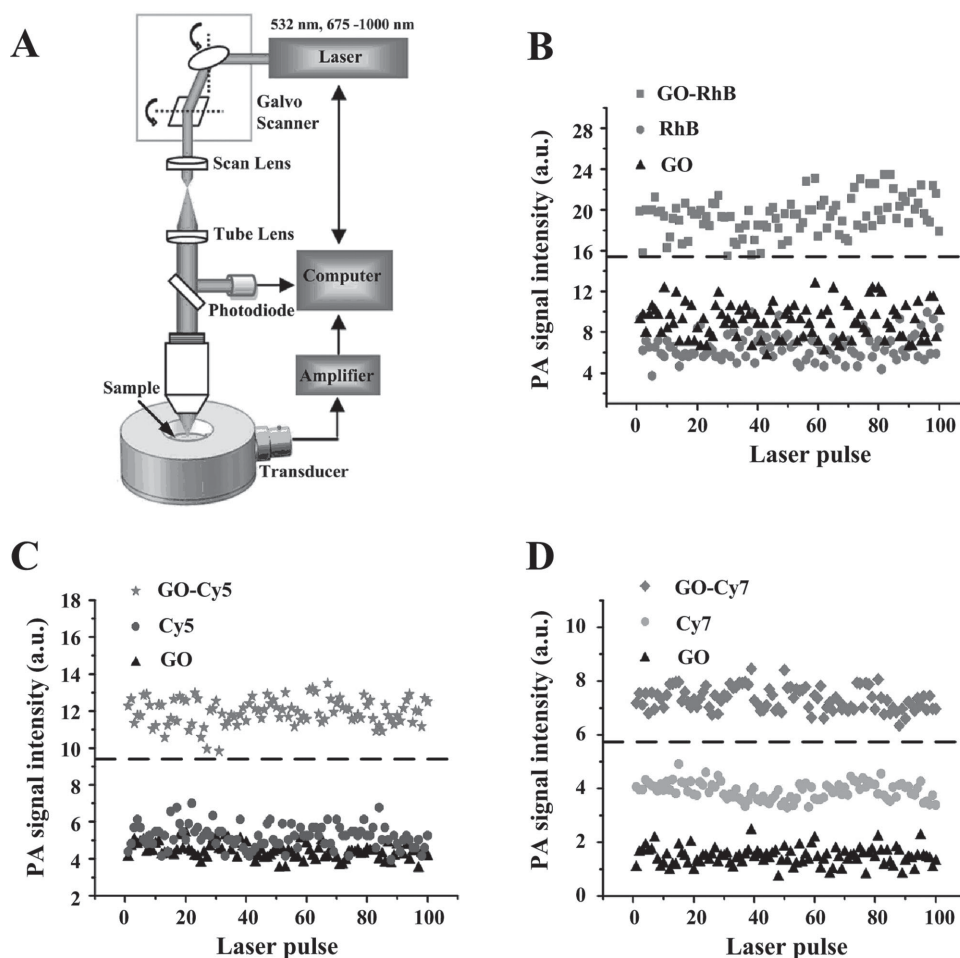 A
532 nm, 675 -1000 nm
Laser
Galvo
Scanner
Scan Lens
Tube Lens
Computer
Photodiode
Amplifier
Sample
Transducer
B
GO-RhB
RhB
GO
PA signal intensity (a.u.)
28
24
20
16
12
8
4
0 20 40 60 80 100
Laser pulse
C
GO-Cy5
Cy5
GO
PA signal intensity (a.u.)
18
16
14
12
10
8
6
4
2
0 20 40 60 80 100
Laser pulse
D
GO-Cy7
Cy7
GO
PA signal intensity (a.u.)
10
8
6
4
2
0
0 20 40 60 80 100
Laser pulse